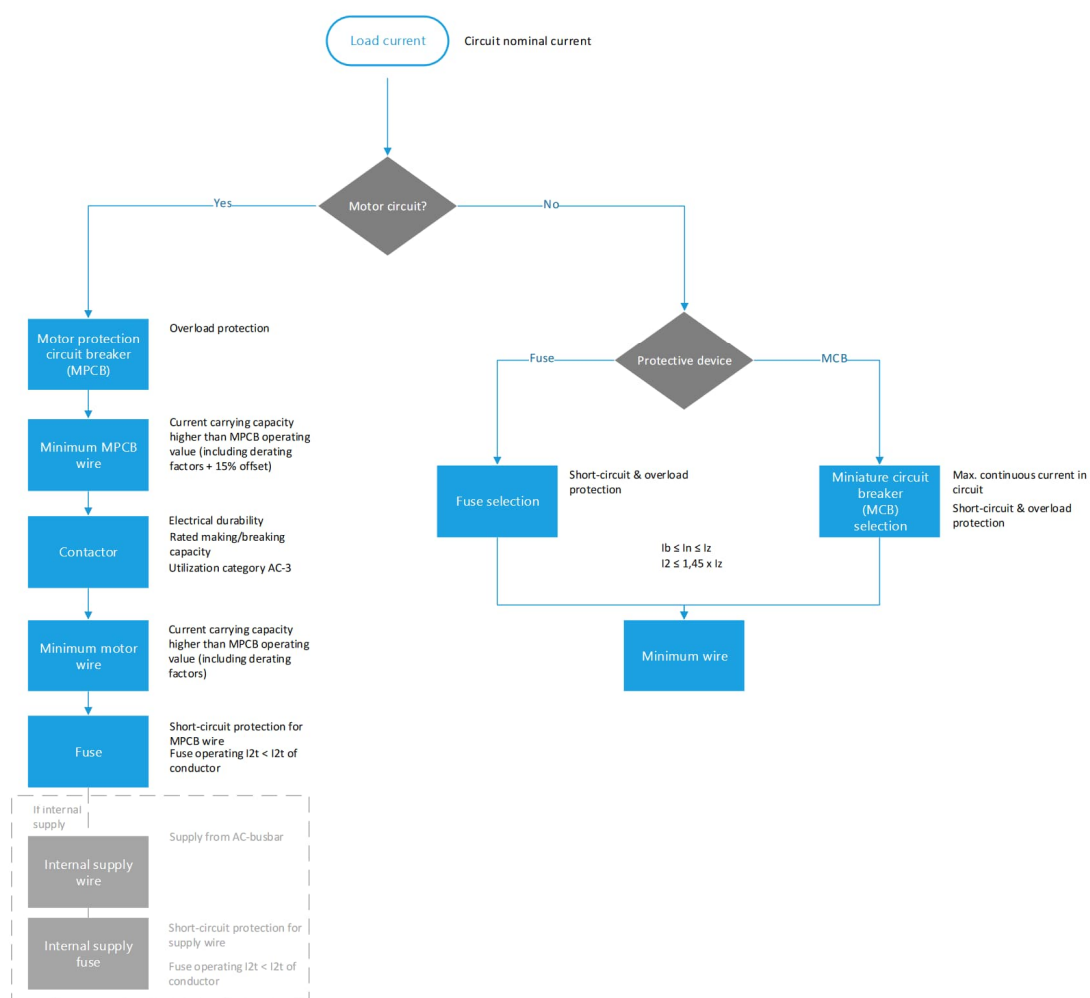 Load current
Circuit nominal current
Motor circuit?
Yes
No
Motor protection
circuit breaker
(MPCB)
Overload protection
Minimum MPCB
wire
Current carrying capacity
higher than MPCB operating
value (including derating
factors + 15% offset)
Contactor
Electrical durability
Rated making/breaking
capacity
Utilization category AC-3
Minimum motor
wire
Current carrying capacity
higher than MPCB operating
value (including derating
factors)
Fuse
Short-circuit protection for
MPCB wire
Fuse operating I2t < I2t of
conductor
If internal
supply
Internal supply
wire
Supply from AC-busbar
Internal supply
fuse
Short-circuit protection for
supply wire
Fuse operating I2t < I2t of
conductor
Protective device
Fuse
MCB
Fuse selection
Short-circuit & overload
protection
Miniature circuit
breaker
(MCB)
selection
Max. continuous current in
circuit
Short-circuit & overload
protection
Ib ≤ In ≤ Iz
I2 ≤ 1,45 x Iz
Minimum wire